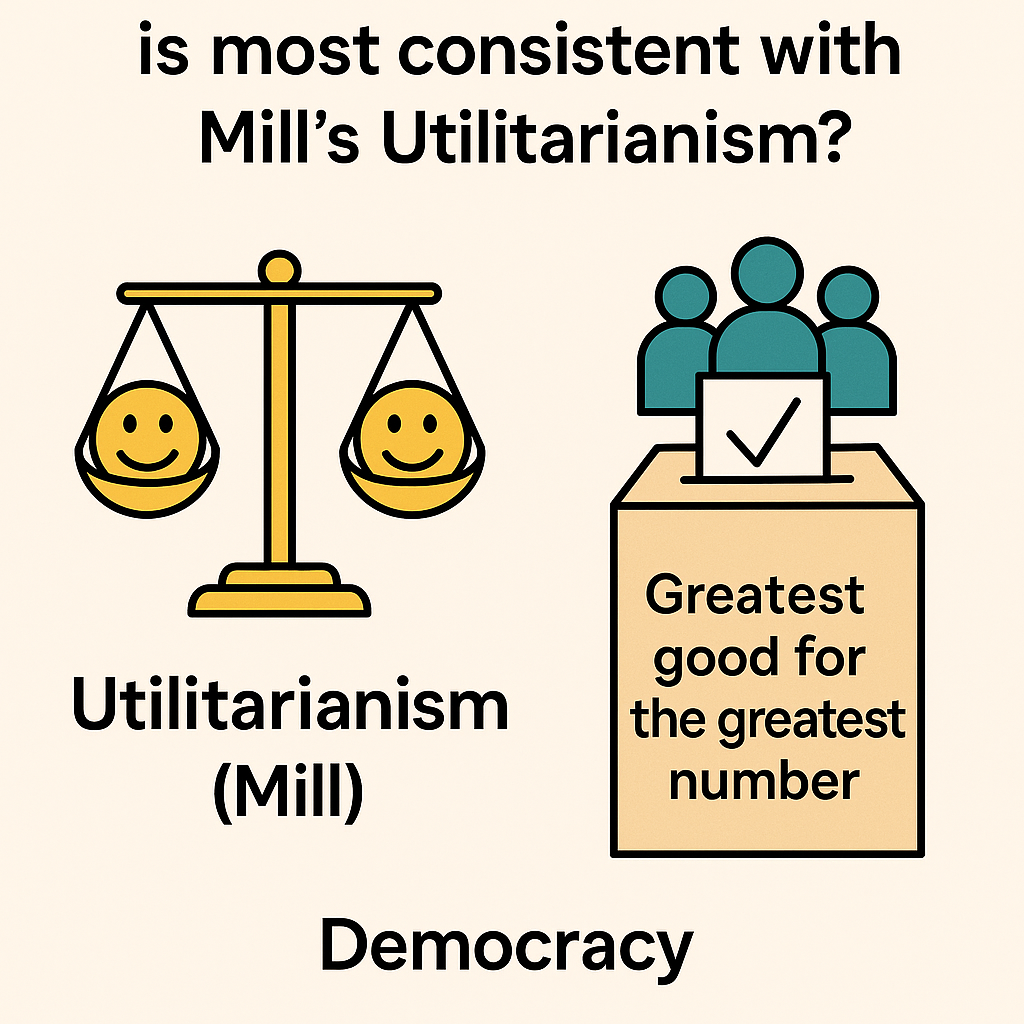 is most consistent with
Mill’s Utilitarianism?
Utilitarianism
(Mill)
Greatest
good for
the greatest
number
Democracy